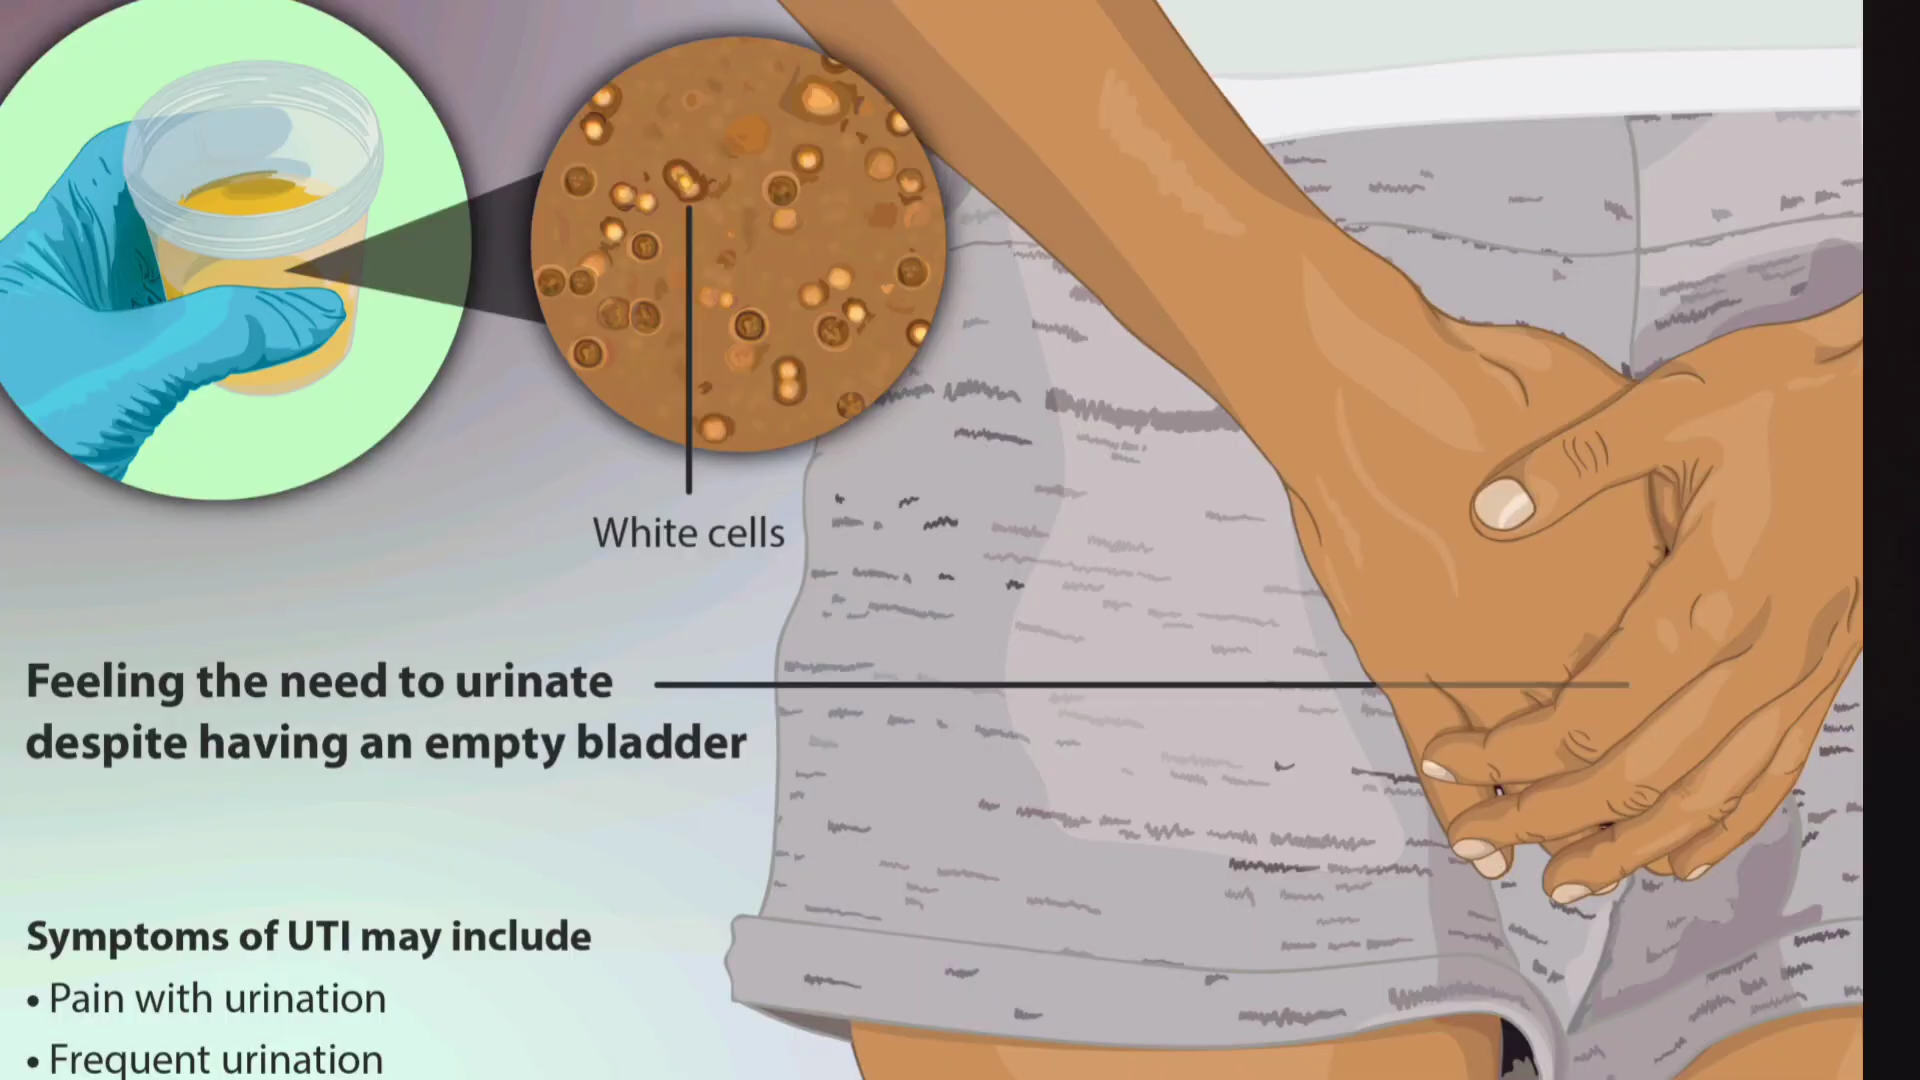 White cells
Feeling the need to urinate
despite having an empty bladder
Symptoms of UTI may include
• Pain with urination
• Frequent urination